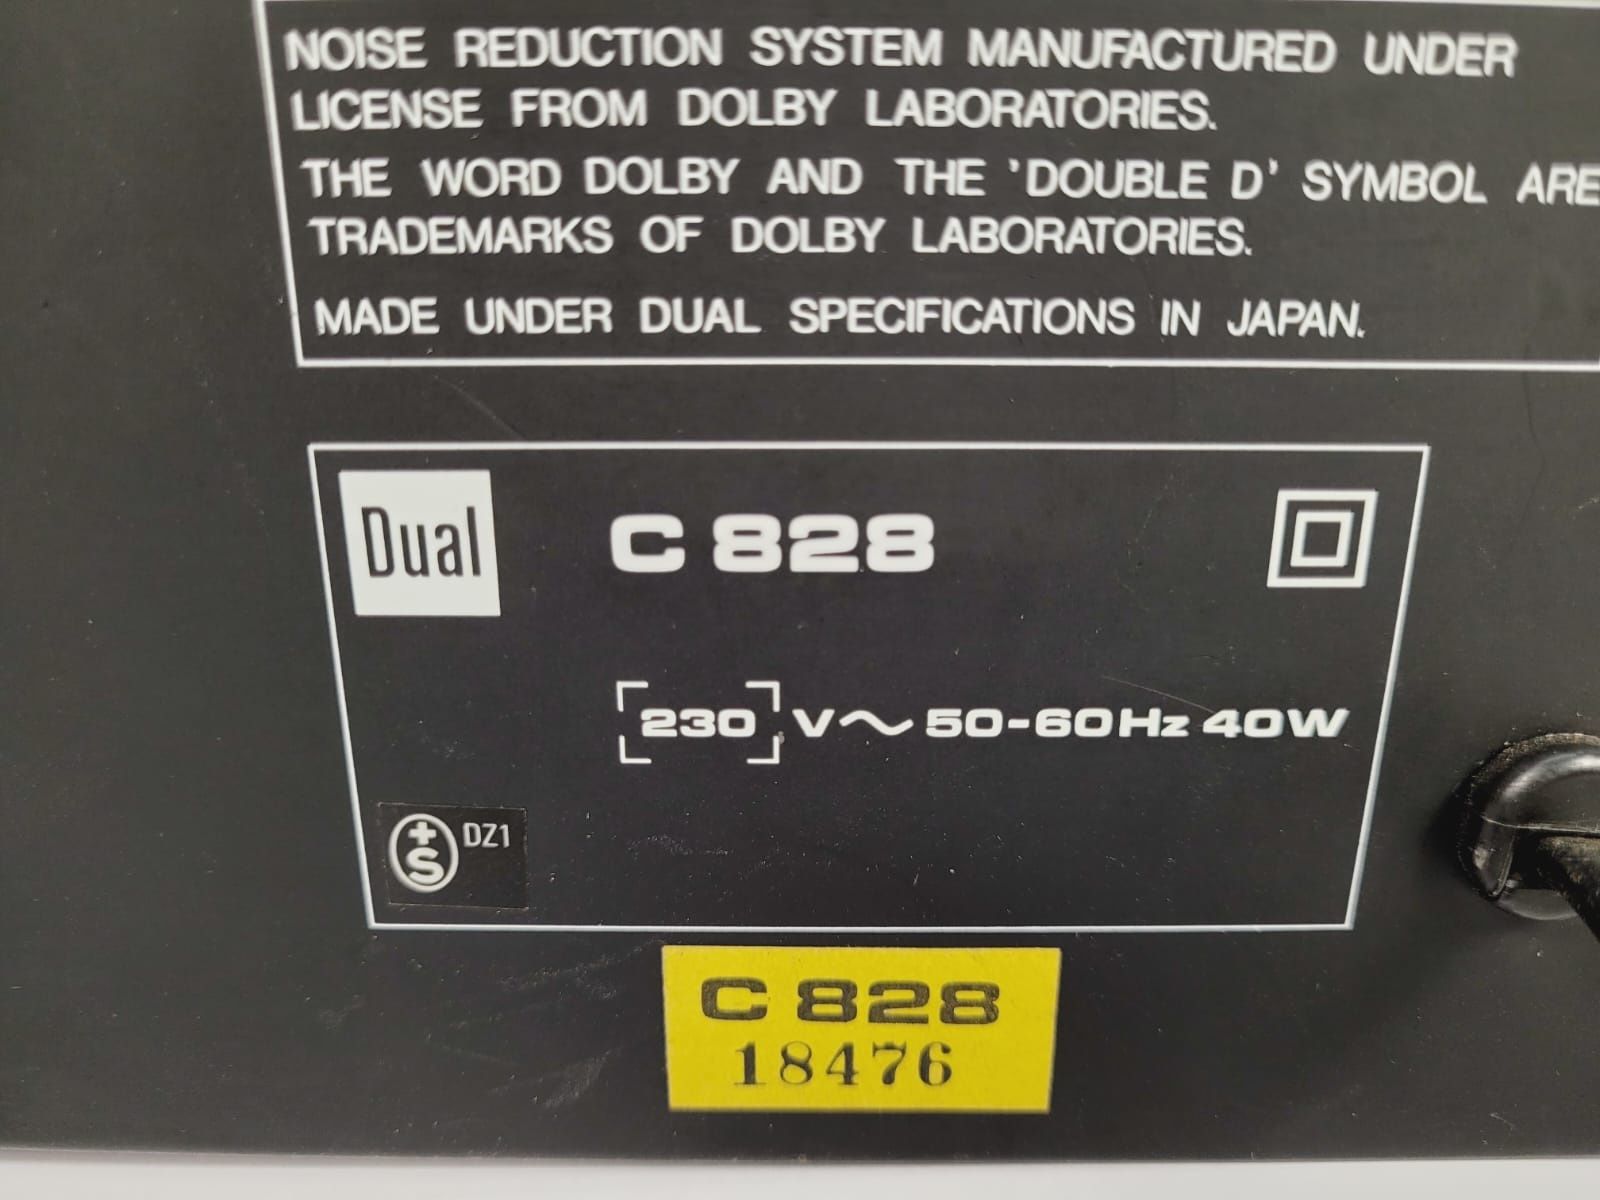 NOISE REDUCTION SYSTEM MANUFACTURED UNDER
LICENSE FROM DOLBY LABORATORIES.
THE WORD DOLBY AND THE 'DOUBLE D' SYMBOL ARE
TRADEMARKS OF DOLBY LABORATORIES.
MADE UNDER DUAL SPECIFICATIONS IN JAPAN.
Dual C 828
230 V~ 50-60Hz 40W
+S DZ1
C 828
18476